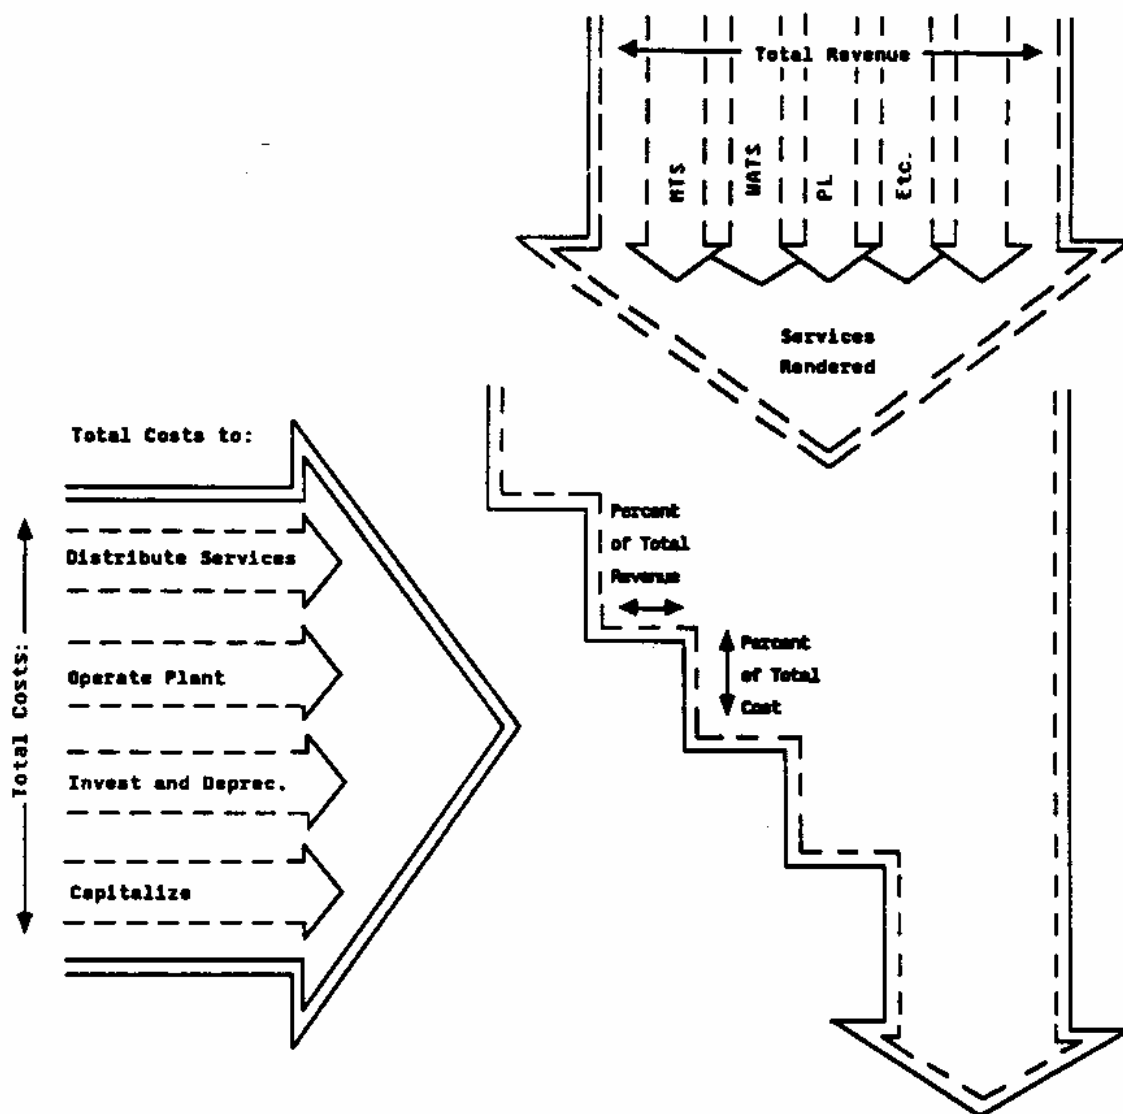 Total Revenue
MTS
WATS
PL
Etc.
Services
Rendered
Total Costs to:
Percent
of Total
Revenue
Distribute Services
Percent
of Total
Cost
Operate Plant
Total Costs:
Invest and Deprec.
Capitalize